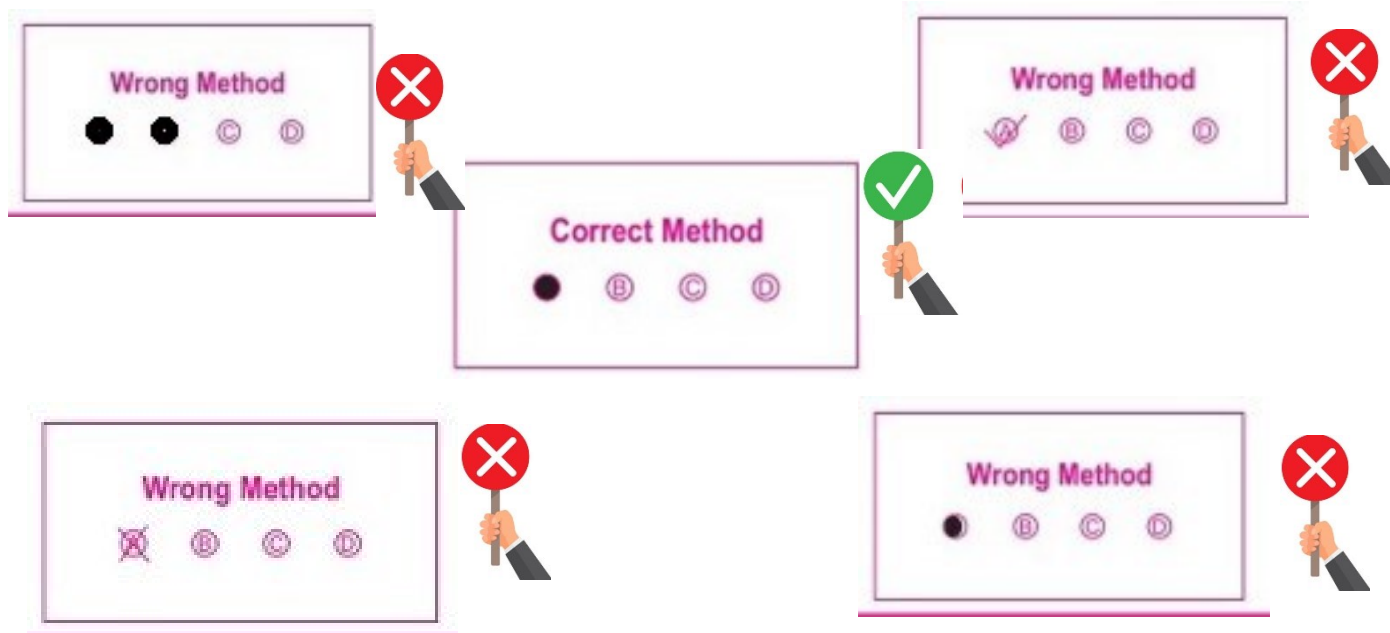 Wrong Method
Ⓒ Ⓓ
Wrong Method
Ⓐ Ⓑ Ⓒ Ⓓ
Correct Method
Ⓑ Ⓒ Ⓓ
Wrong Method
Ⓐ Ⓑ Ⓒ Ⓓ
Wrong Method
Ⓑ Ⓒ Ⓓ